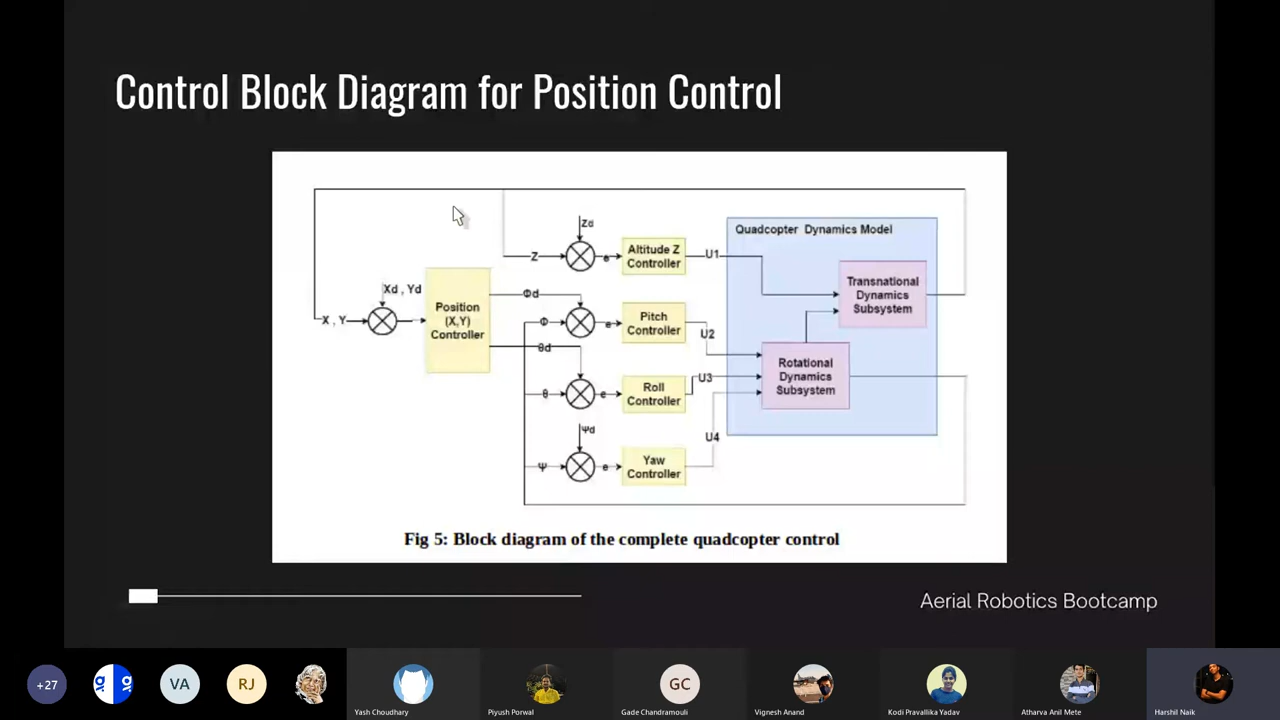 Control Block Diagram for Position Control
Quadcopter Dynamics Model
Zd
Z
e
Altitude Z
Controller
U1
Transnational
Dynamics
Subsystem
Xd , Yd
X , Y
Position
(X,Y)
Controller
Φd
Φ
e
Pitch
Controller
U2
θd
Rotational
Dynamics
Subsystem
θ
e
Roll
Controller
U3
Ψd
Ψ
e
Yaw
Controller
U4
Fig 5: Block diagram of the complete quadcopter control
Aerial Robotics Bootcamp
+27
VA
RJ
GC
Yash Choudhary
Piyush Porwal
Gade Chandramouli
Vignesh Anand
Kodi Pravallika Yadav
Atharva Anil Mete
Harshil Naik